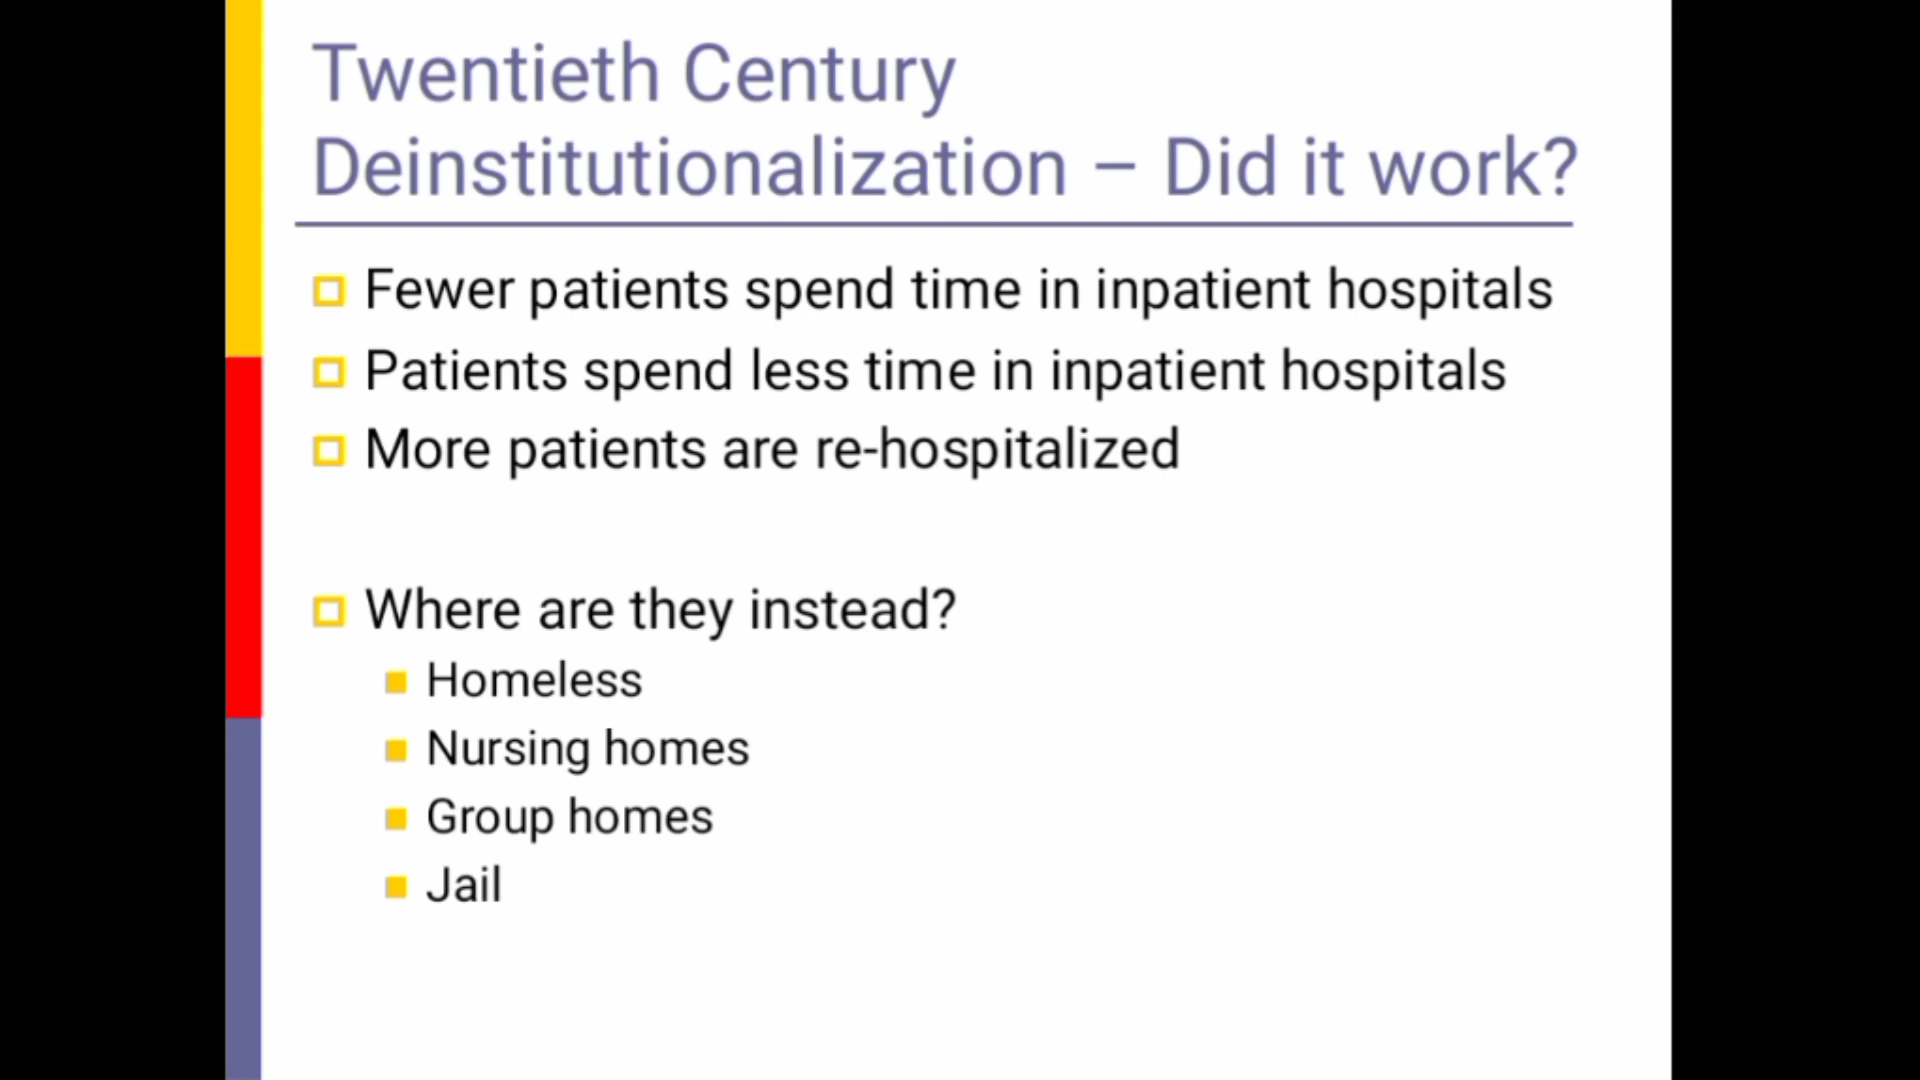 Twentieth Century
Deinstitutionalization – Did it work?
Fewer patients spend time in inpatient hospitals
Patients spend less time in inpatient hospitals
More patients are re-hospitalized
Where are they instead?
Homeless
Nursing homes
Group homes
Jail